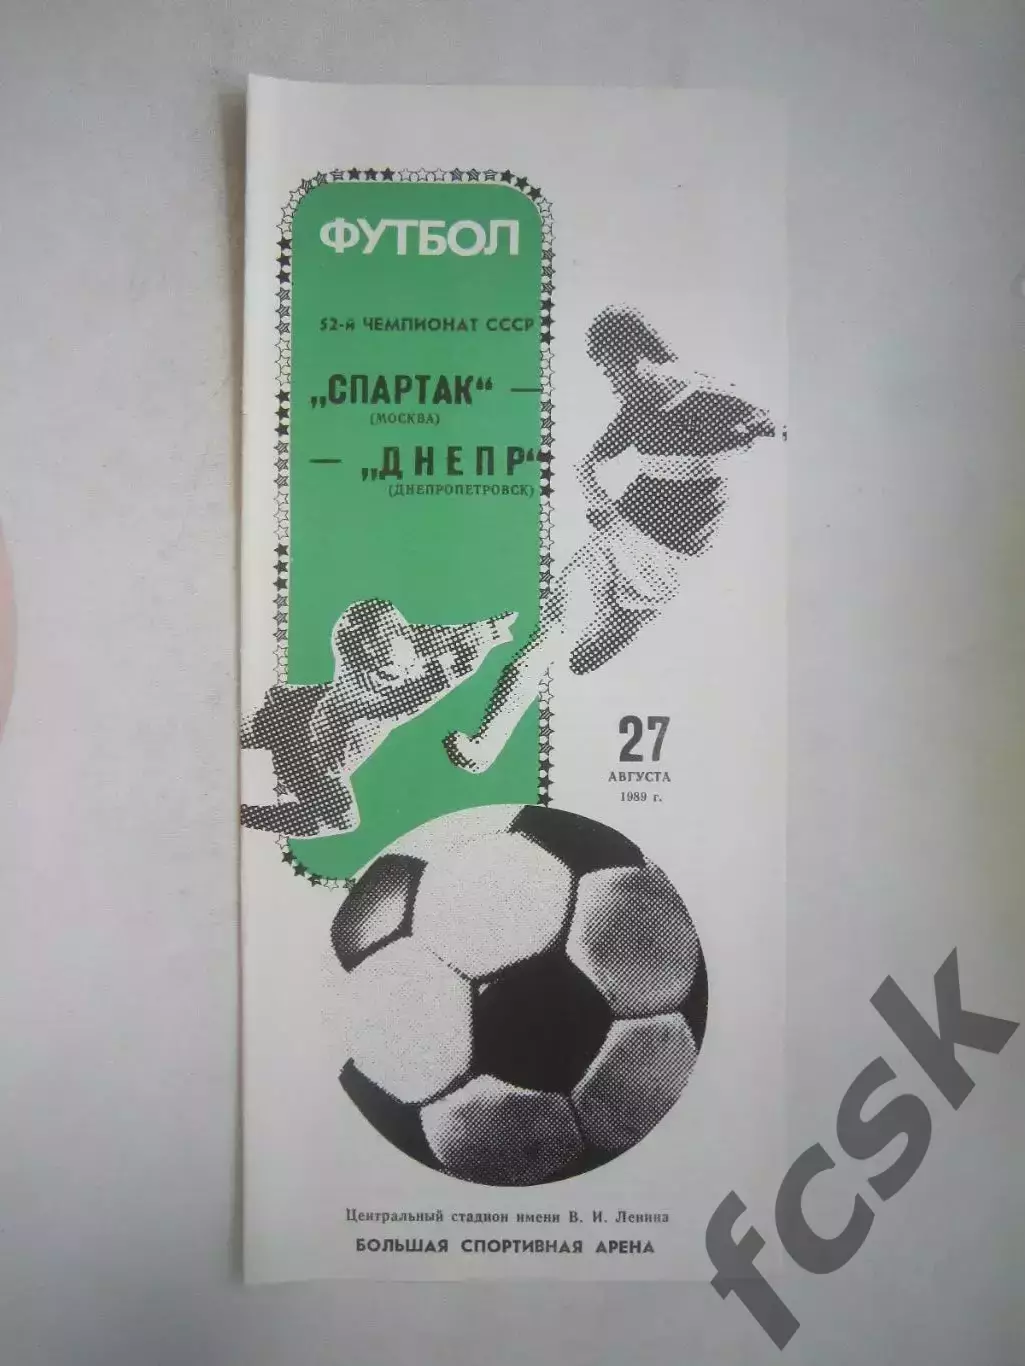 ФУТБОЛ
52-й ЧЕМПИОНАТ СССР
„СПАРТАК“ —
(МОСКВА)
— „ДНЕПР“
(ДНЕПРОПЕТРОВСК)
27
АВГУСТА
1989 г.
Центральный стадион имени В. И. Ленина
БОЛЬШАЯ СПОРТИВНАЯ АРЕНА
fcsk